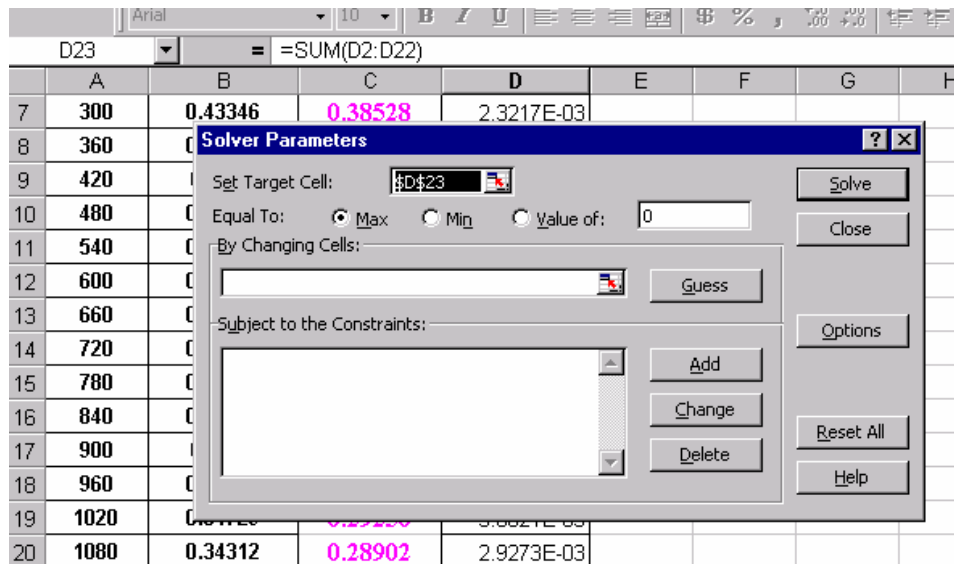 Arial 10 B I U $ % ,
D23 = =SUM(D2:D22)
A B C D E F G H
7 300 0.43346 0.38528 2.3217E-03
Solver Parameters
8 360
9 420 Set Target Cell: $D$23 Solve
10 480 Equal To: Max Min Value of: 0
Close
11 540 By Changing Cells:
12 600 Guess
13 660 Subject to the Constraints:
Options
14 720 Add
15 780
16 840 Change
Reset All
17 900 Delete
18 960 Help
19 1020
20 1080 0.34312 0.28902 2.9273E-03